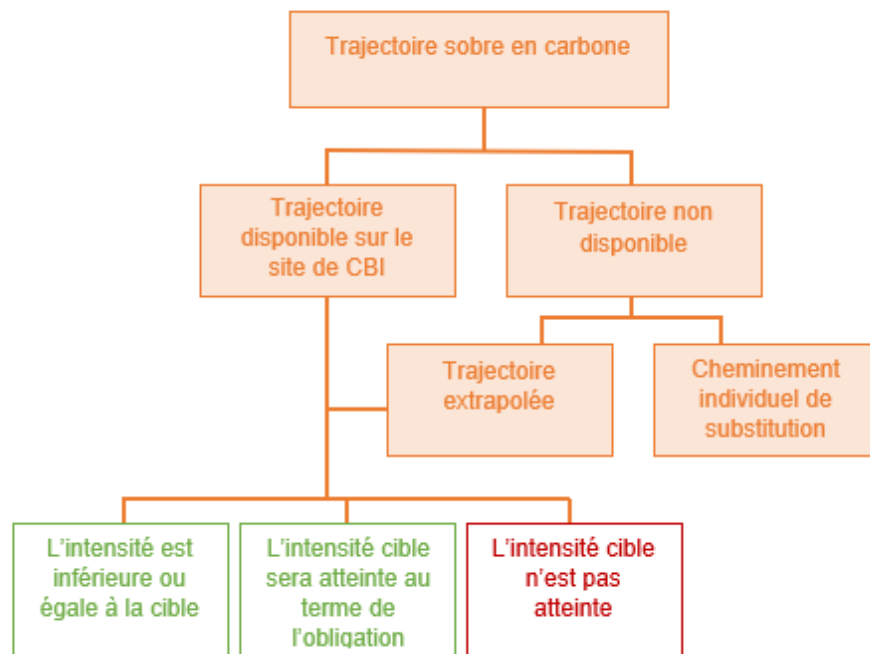 Trajectoire sobre en carbone
Trajectoire
disponible sur le
site de CBI
Trajectoire non
disponible
Trajectoire
extrapolée
Cheminement
individuel de
substitution
L'intensité est
inférieure ou
égale à la cible
L'intensité cible
sera atteinte au
terme de
l'obligation
L'intensité cible
n'est pas
atteinte